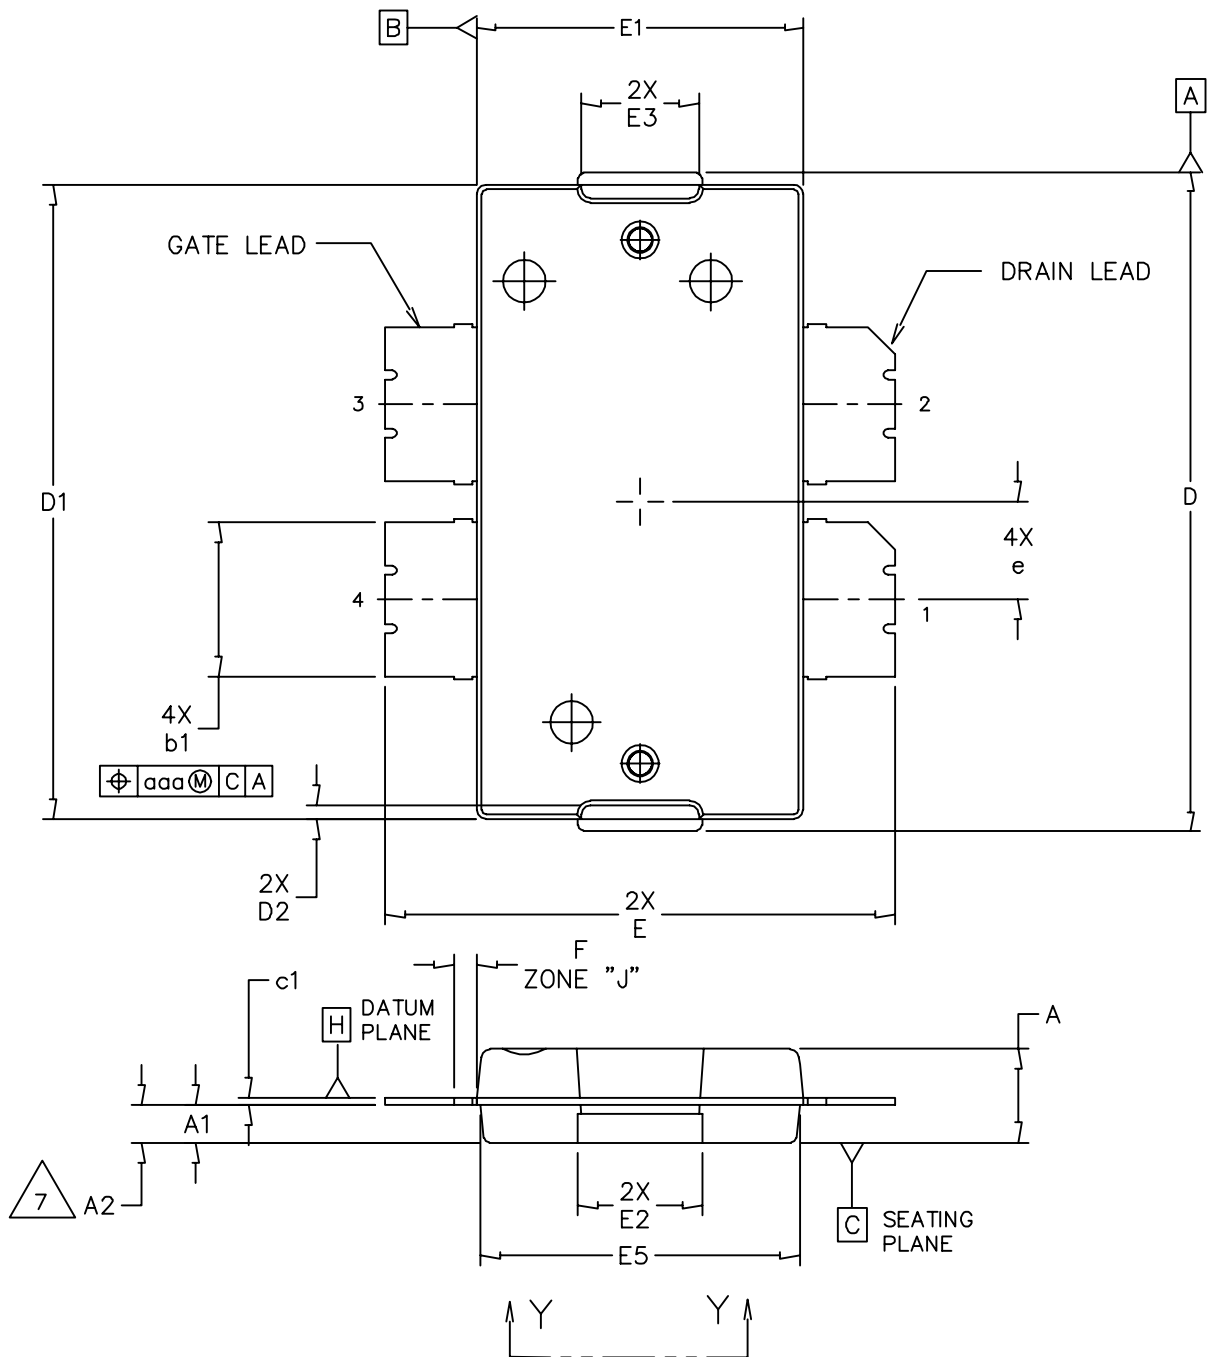 B
E1
2X
E3
A
GATE LEAD
DRAIN LEAD
3
2
D1
D
4X
e
4
1
4X
b1
⌖ aaa Ⓜ C A
2X
D2
2X
E
F
ZONE "J"
c1
H
DATUM
PLANE
A
A1
7
A2
2X
E2
C
SEATING
PLANE
E5
Y
Y